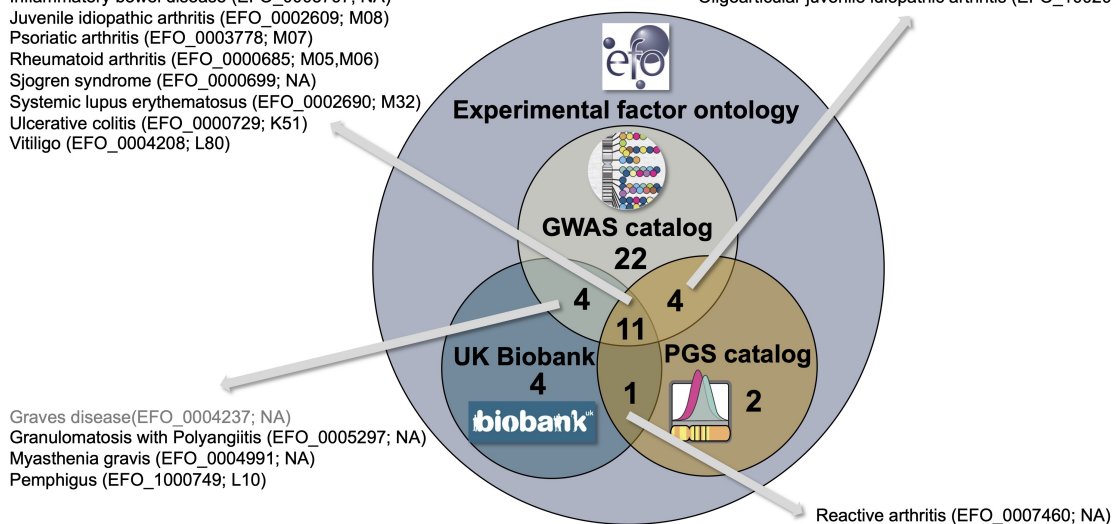 Juvenile idiopathic arthritis (EFO_0002609; M08)
Psoriatic arthritis (EFO_0003778; M07)
Rheumatoid arthritis (EFO_0000685; M05,M06)
Sjogren syndrome (EFO_0000699; NA)
Systemic lupus erythematosus (EFO_0002690; M32)
Ulcerative colitis (EFO_0000729; K51)
Vitiligo (EFO_0004208; L80)
efo
Experimental factor ontology
GWAS catalog
22
4
4
11
UK Biobank
4
PGS catalog
1
2
biobank uk
Graves disease(EFO_0004237; NA)
Granulomatosis with Polyangiitis (EFO_0005297; NA)
Myasthenia gravis (EFO_0004991; NA)
Pemphigus (EFO_1000749; L10)
Reactive arthritis (EFO_0007460; NA)